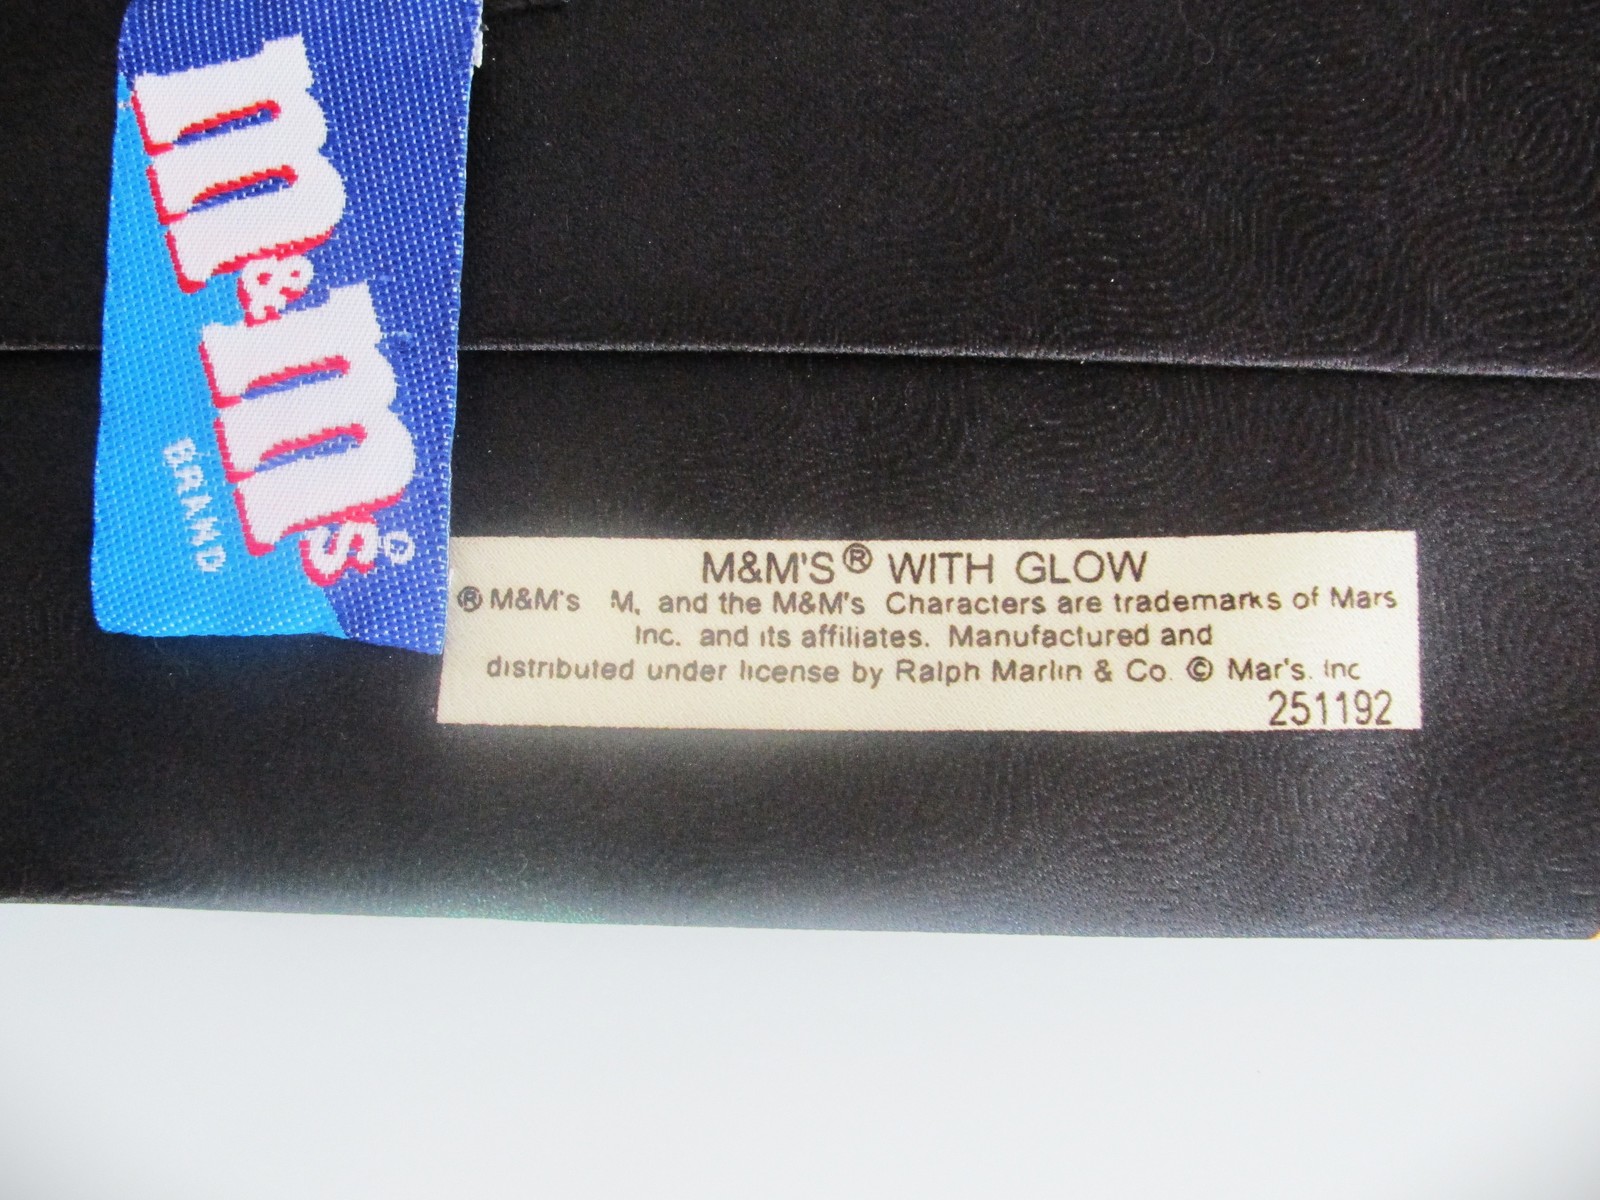 m&m's®
BRAND
M&M'S® WITH GLOW
® M&M's M, and the M&M's Characters are trademarks of Mars
Inc. and its affiliates. Manufactured and
distributed under license by Ralph Marlin & Co. © Mar's. Inc
251192